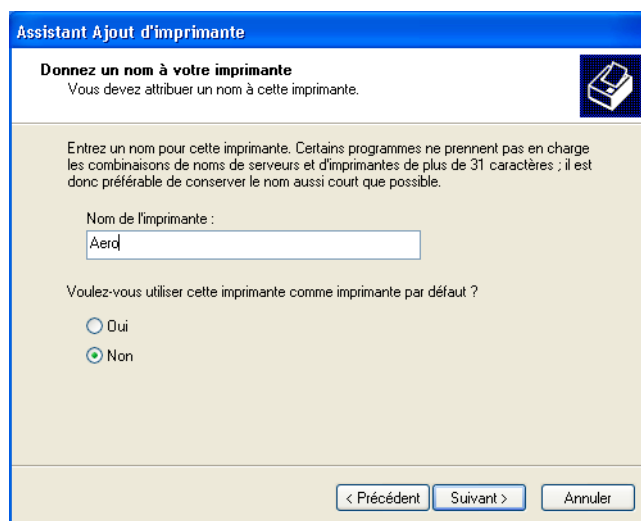 Assistant Ajout d'imprimante
Donnez un nom à votre imprimante
Vous devez attribuer un nom à cette imprimante.
Entrez un nom pour cette imprimante. Certains programmes ne prennent pas en charge
les combinaisons de noms de serveurs et d'imprimantes de plus de 31 caractères ; il est
donc préférable de conserver le nom aussi court que possible.
Nom de l'imprimante :
Aero
Voulez-vous utiliser cette imprimante comme imprimante par défaut ?
Oui
Non
< Précédent Suivant > Annuler